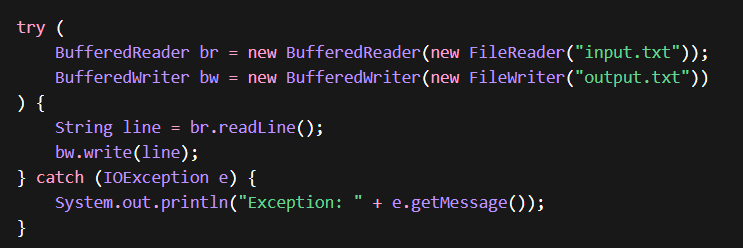 try (
    BufferedReader br = new BufferedReader(new FileReader("input.txt"));
    BufferedWriter bw = new BufferedWriter(new FileWriter("output.txt"))
) {
    String line = br.readLine();
    bw.write(line);
} catch (IOException e) {
    System.out.println("Exception: " + e.getMessage());
}